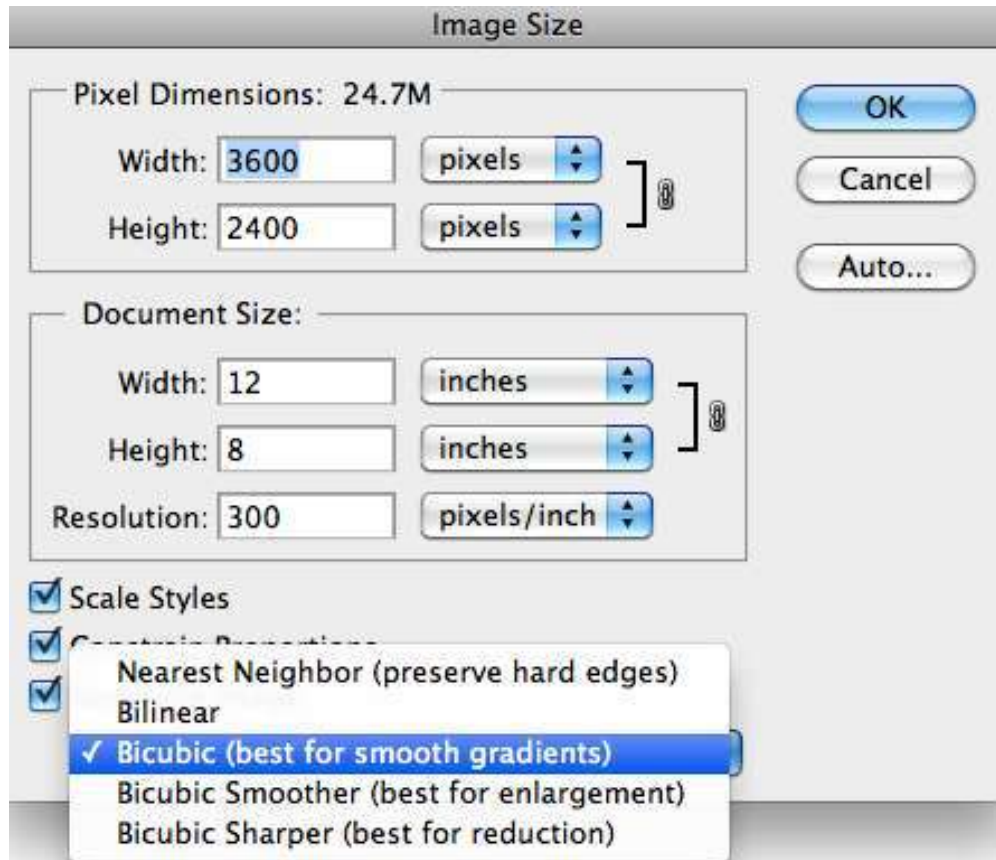 Image Size
Pixel Dimensions: 24.7M
Width: 3600 pixels
Height: 2400 pixels
OK
Cancel
Auto...
Document Size:
Width: 12 inches
Height: 8 inches
Resolution: 300 pixels/inch
Scale Styles
Constrain Proportions
Nearest Neighbor (preserve hard edges)
Bilinear
✓ Bicubic (best for smooth gradients)
Bicubic Smoother (best for enlargement)
Bicubic Sharper (best for reduction)